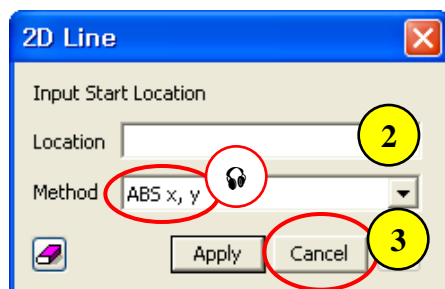 2D Line
Input Start Location
Location 2
Method ABS x, y
Apply Cancel 3